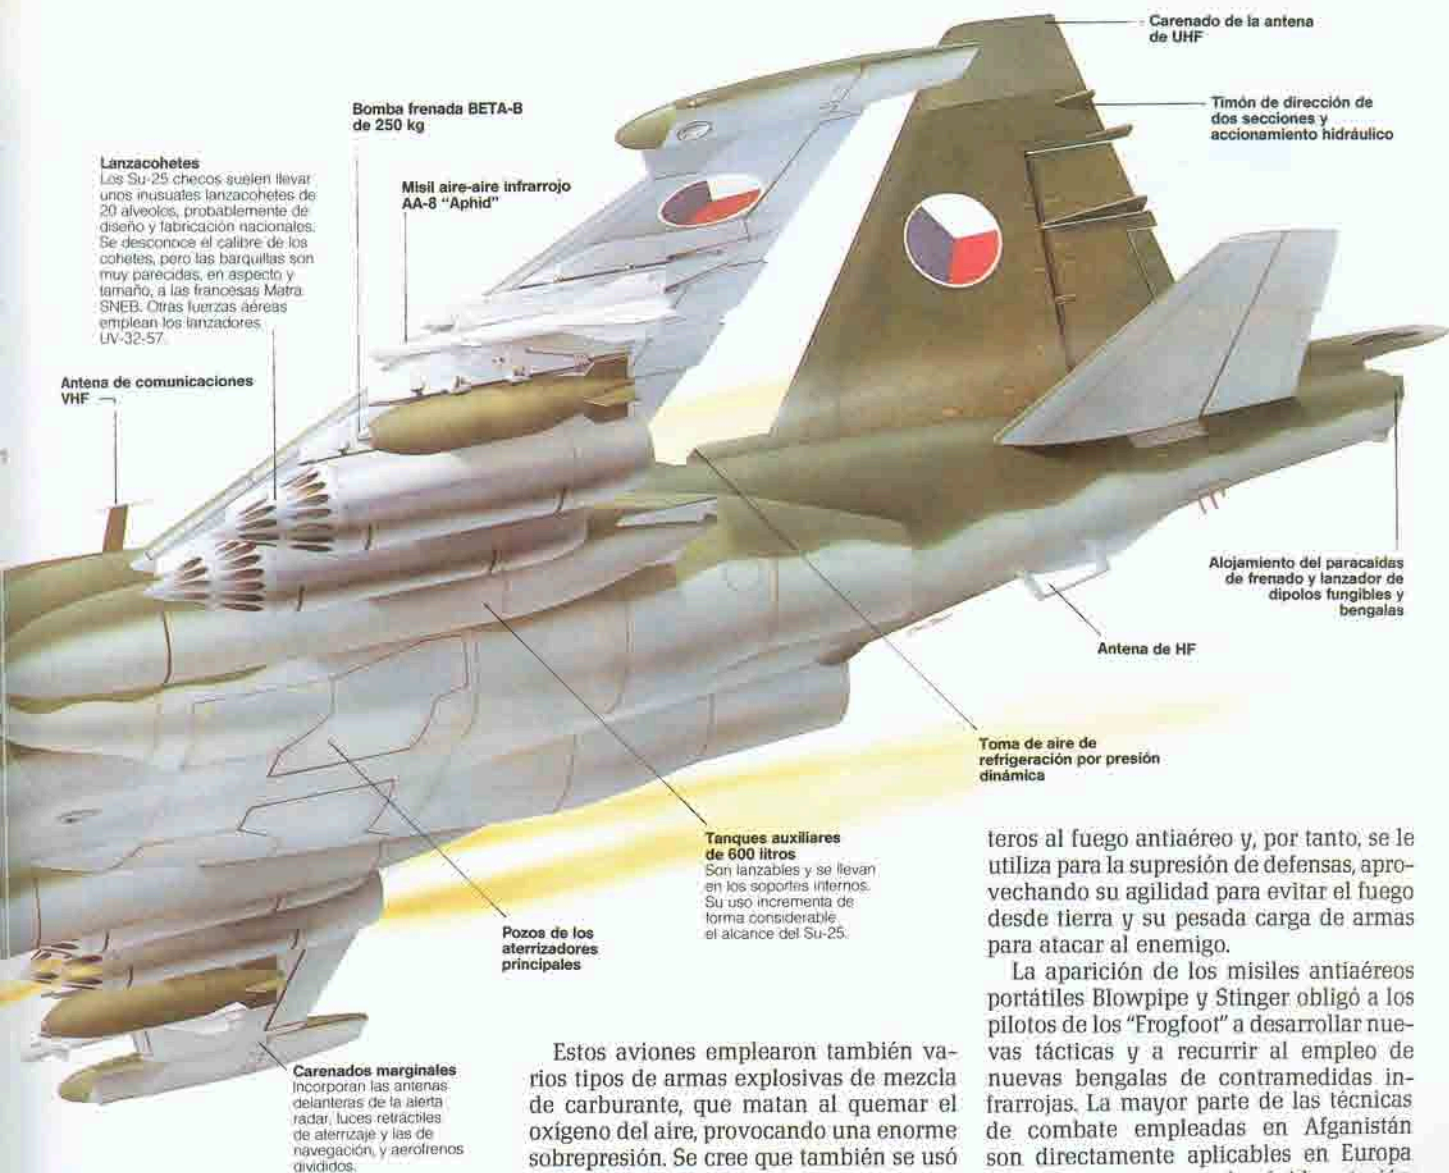 Carenado de la antena
de UHF
Timón de dirección de
dos secciones y
accionamiento hidráulico
Bomba frenada BETA-B
de 250 kg
Lanzacohetes
Los Su-25 checos suelen llevar
unos inusuales lanzacohetes de
20 alveolos, probablemente de
diseño y fabricación nacionales.
Se desconoce el calibre de los
cohetes, pero las barquillas son
muy parecidas, en aspecto y
tamaño, a las francesas Matra
SNEB. Otras fuerzas aéreas
emplean los lanzadores
UV-32-57.
Misil aire-aire infrarrojo
AA-8 “Aphid”
Antena de comunicaciones
VHF
Alojamiento del paracaídas
de frenado y lanzador de
dipolos fungibles y
bengalas
Antena de HF
Toma de aire de
refrigeración por presión
dinámica
Tanques auxiliares
de 600 litros
Son lanzables y se llevan
en los soportes internos.
Su uso incrementa de
forma considerable
el alcance del Su-25.
Pozos de los
aterrizadores
principales
Carenados marginales
Incorporan las antenas
delanteras de la alerta
radar, luces retráctiles
de aterrizaje y las de
navegación, y aerofrenos
divididos.
Estos aviones emplearon también va-
rios tipos de armas explosivas de mezcla
de carburante, que matan al quemar el
oxígeno del aire, provocando una enorme
sobrepresión. Se cree que también se usó
teros al fuego antiaéreo y, por tanto, se le
utiliza para la supresión de defensas, apro-
vechando su agilidad para evitar el fuego
desde tierra y su pesada carga de armas
para atacar al enemigo.
La aparición de los misiles antiaéreos
portátiles Blowpipe y Stinger obligó a los
pilotos de los “Frogfoot” a desarrollar nue-
vas tácticas y a recurrir al empleo de
nuevas bengalas de contramedidas in-
frarrojas. La mayor parte de las técnicas
de combate empleadas en Afganistán
son directamente aplicables en Europa